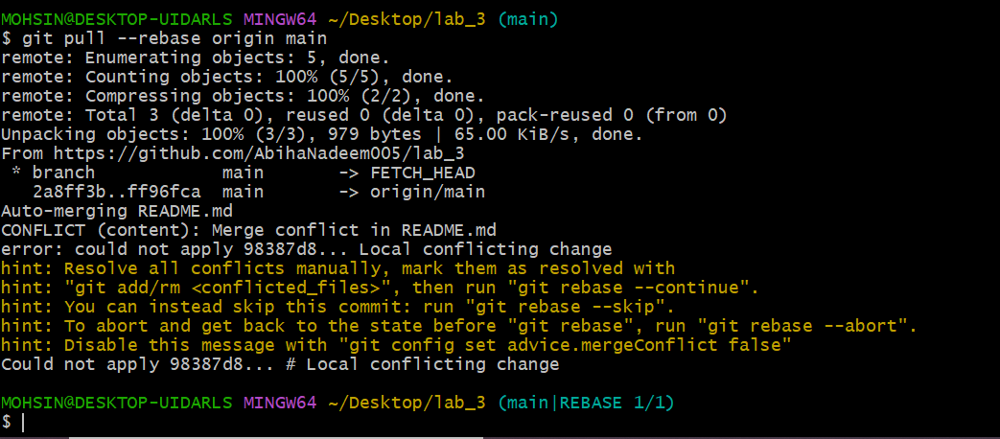 MOHSIN@DESKTOP-UIDARLS MINGW64 ~/Desktop/lab_3 (main)
$ git pull --rebase origin main
remote: Enumerating objects: 5, done.
remote: Counting objects: 100% (5/5), done.
remote: Compressing objects: 100% (2/2), done.
remote: Total 3 (delta 0), reused 0 (delta 0), pack-reused 0 (from 0)
Unpacking objects: 100% (3/3), 979 bytes | 65.00 KiB/s, done.
From https://github.com/AbihaNadeem005/lab_3
 * branch            main       -> FETCH_HEAD
   2a8ff3b..ff96fca  main       -> origin/main
Auto-merging README.md
CONFLICT (content): Merge conflict in README.md
error: could not apply 98387d8... Local conflicting change
hint: Resolve all conflicts manually, mark them as resolved with
hint: "git add/rm <conflicted_files>", then run "git rebase --continue".
hint: You can instead skip this commit: run "git rebase --skip".
hint: To abort and get back to the state before "git rebase", run "git rebase --abort".
hint: Disable this message with "git config set advice.mergeConflict false"
Could not apply 98387d8... # Local conflicting change
MOHSIN@DESKTOP-UIDARLS MINGW64 ~/Desktop/lab_3 (main|REBASE 1/1)
$